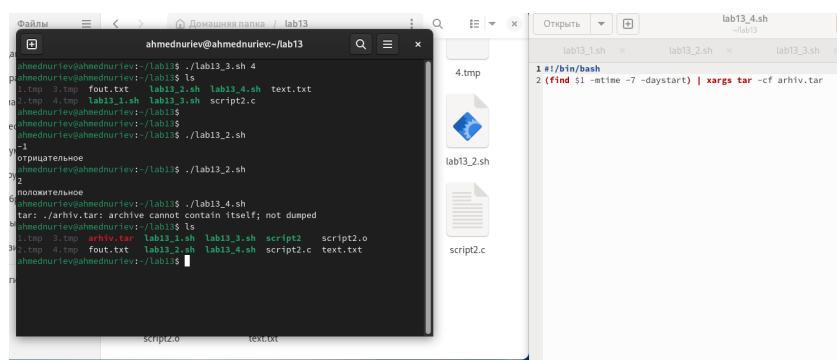 Файлы
Домашняя папка / lab13
ahmednuriev@ahmednuriev:~/lab13
ahmednuriev@ahmednuriev:~/lab13$ ./lab13_3.sh 4
ahmednuriev@ahmednuriev:~/lab13$ ls
1.tmp 3.tmp fout.txt lab13_2.sh lab13_4.sh text.txt
2.tmp 4.tmp lab13_1.sh lab13_3.sh script2.c
ahmednuriev@ahmednuriev:~/lab13$
ahmednuriev@ahmednuriev:~/lab13$
ahmednuriev@ahmednuriev:~/lab13$ ./lab13_2.sh
-1
отрицательное
ahmednuriev@ahmednuriev:~/lab13$ ./lab13_2.sh
2
положительное
ahmednuriev@ahmednuriev:~/lab13$ ./lab13_4.sh
tar: ./arhiv.tar: archive cannot contain itself; not dumped
ahmednuriev@ahmednuriev:~/lab13$ ls
1.tmp 3.tmp arhiv.tar lab13_1.sh lab13_3.sh script2 script2.o
2.tmp 4.tmp fout.txt lab13_2.sh lab13_4.sh script2.c text.txt
ahmednuriev@ahmednuriev:~/lab13$
4.tmp
lab13_2.sh
script2.c
script2.o text.txt
Открыть
lab13_4.sh
~/lab13
lab13_1.sh
lab13_2.sh
lab13_3.sh
1 #!/bin/bash
2 (find $1 -mtime -7 -daystart) | xargs tar -cf arhiv.tar